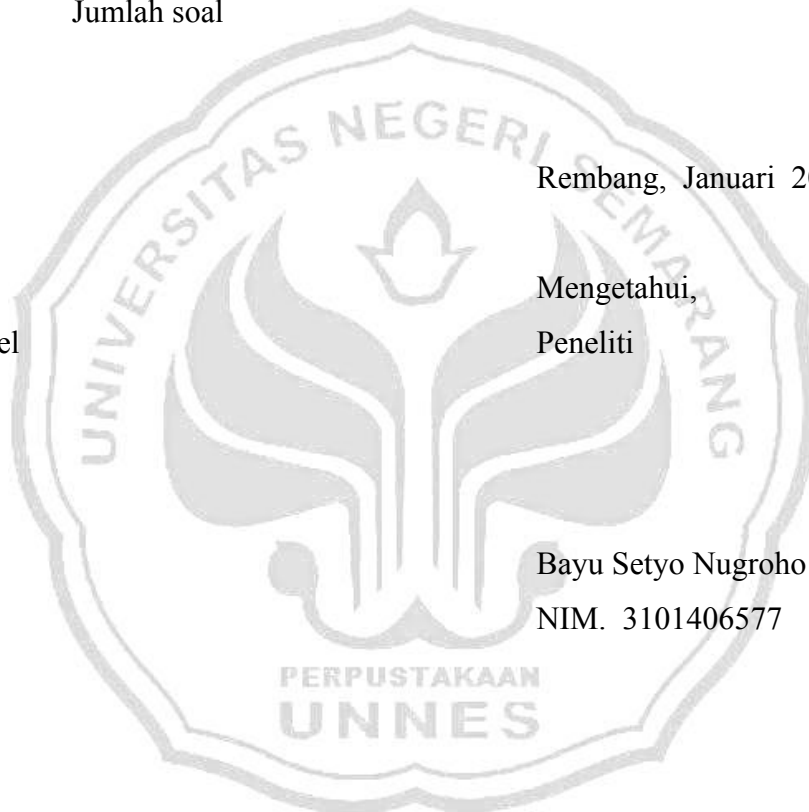 Jumlah soal
UNIVERSITAS NEGERI SEMARANG
Rembang, Januari
Mengetahui,
Peneliti
Bayu Setyo Nugroho
NIM. 3101406577
PERPUSTAKAAN
UNNES